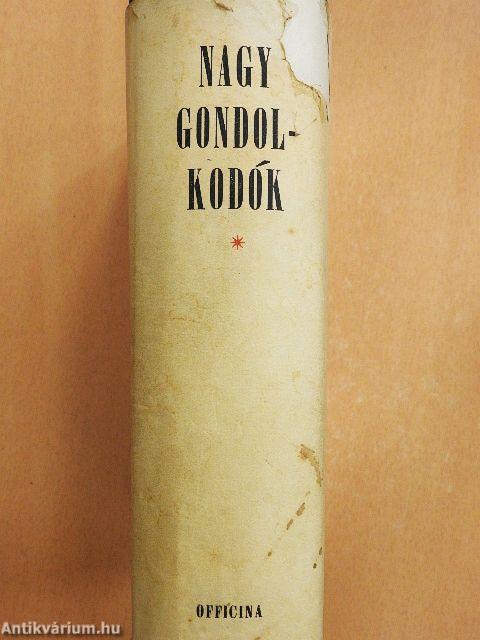 NAGY
GONDOL-
KODÓK
*
OFFICINA
Antikvárium.hu